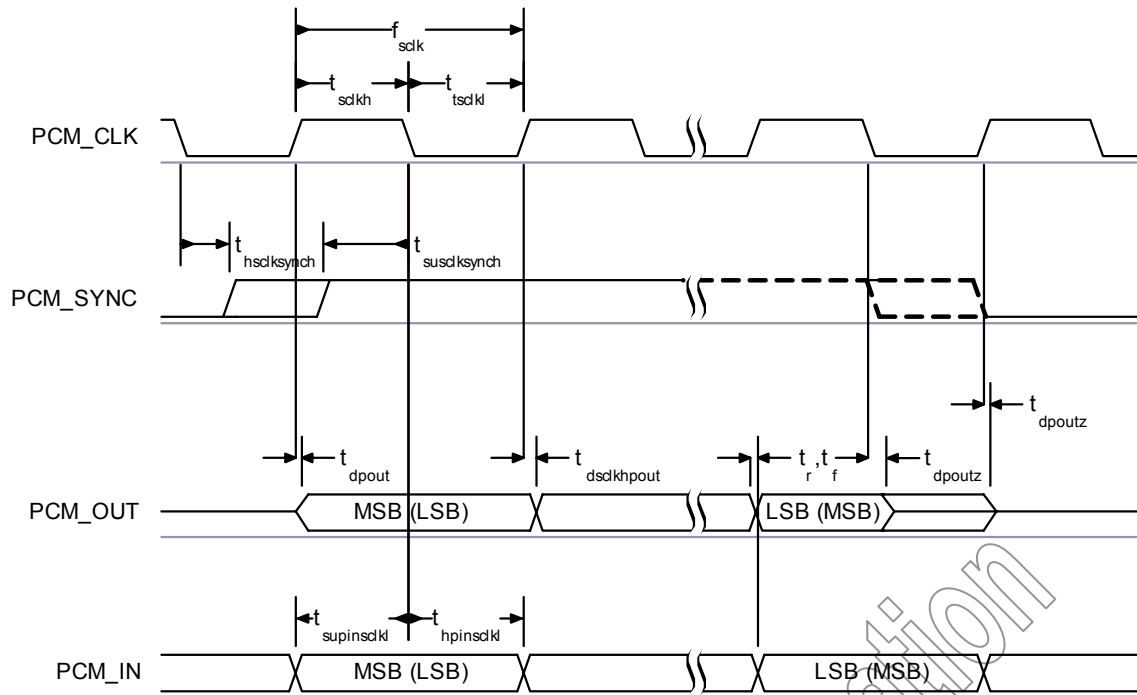 f sclk
t sclkh t tsclkl
PCM_CLK
t hsclksynch t susclksynch
PCM_SYNC
t dpoutz
t dpout t dsclkhpout t r ,t f t dpoutz
PCM_OUT MSB (LSB) LSB (MSB)
t supinsclkl t hpinsclkl
PCM_IN MSB (LSB) LSB (MSB)